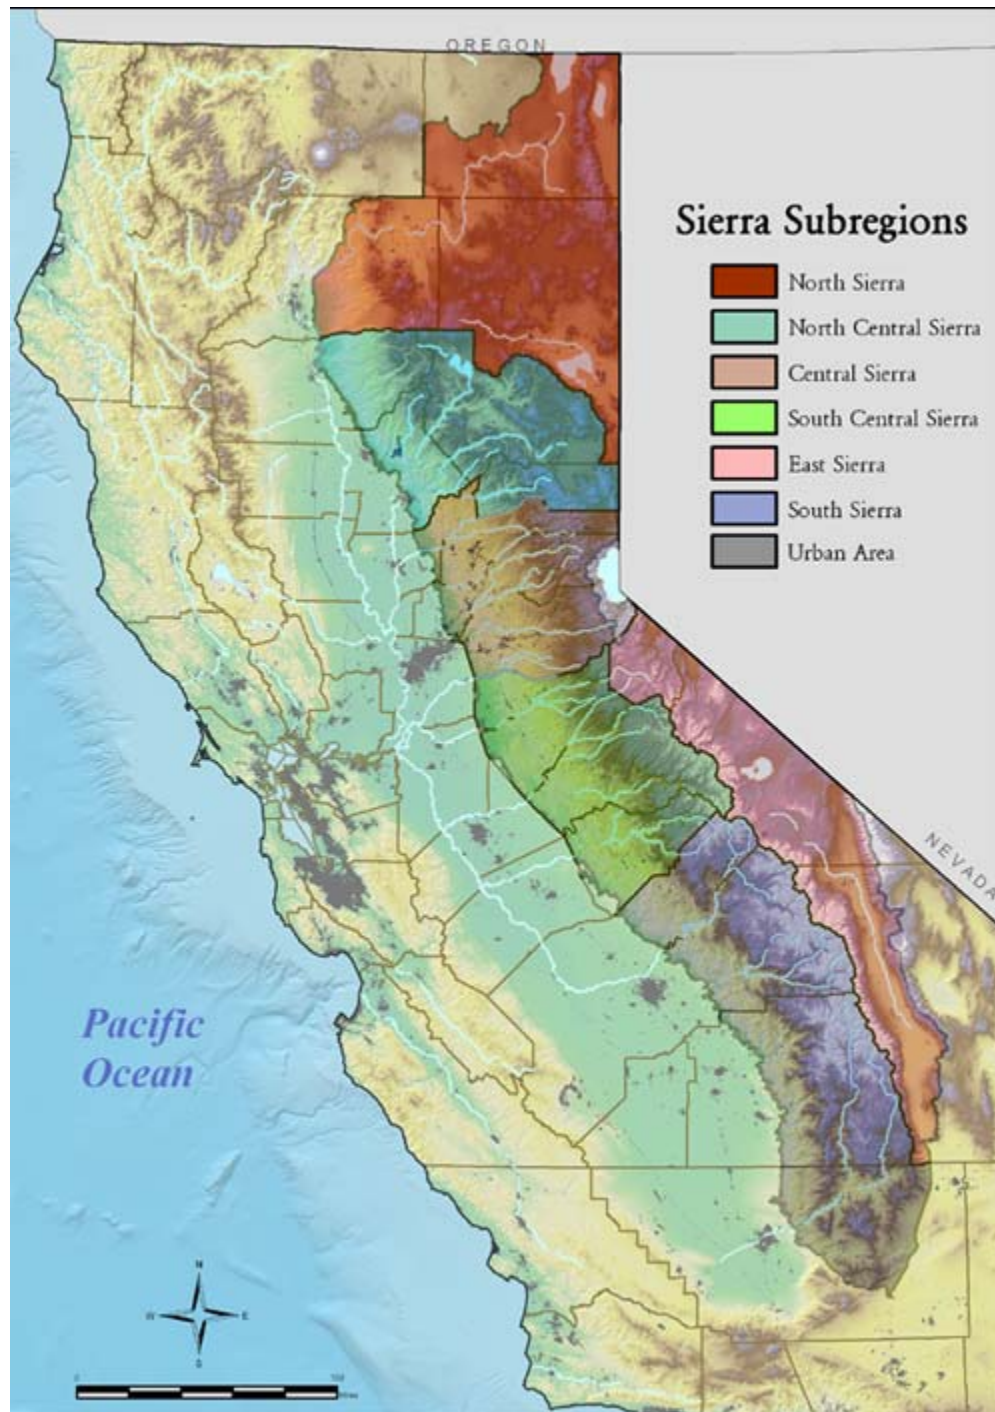 OREGON
Sierra Subregions
North Sierra
North Central Sierra
Central Sierra
South Central Sierra
East Sierra
South Sierra
Urban Area
NEVADA
Pacific
Ocean
N
W
E
S
0